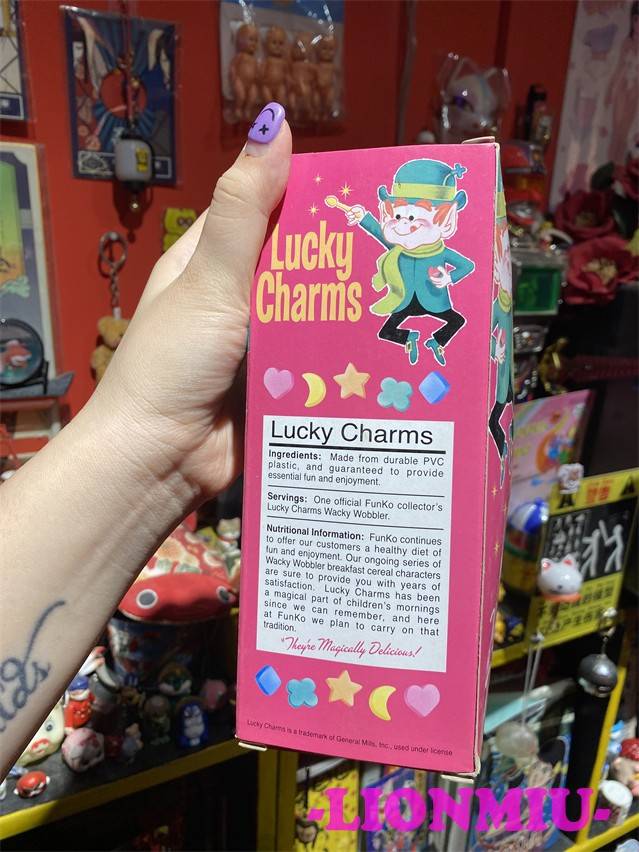 Lucky
Charms
Lucky Charms
Ingredients: Made from durable PVC
plastic, and guaranteed to provide
essential fun and enjoyment.
Servings: One official FunKo collector's
Lucky Charms Wacky Wobbler.
Nutritional Information: FunKo continues
to offer our customers a healthy diet of
fun and enjoyment. Our ongoing series of
Wacky Wobbler breakfast cereal characters
are sure to provide you with years of
satisfaction. Lucky Charms has been
a magical part of children's mornings
since we can remember, and here
at FunKo we plan to carry on that
tradition.
"They're Magically Delicious!
Lucky Charms is a trademark of General Mills, Inc., used under license
-LIONMIU-